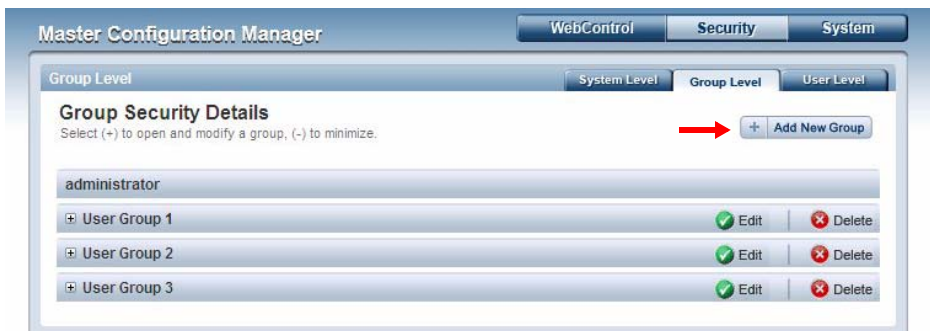 Master Configuration Manager
WebControl Security System
Group Level
System Level Group Level User Level
Group Security Details
Select (+) to open and modify a group, (-) to minimize.
+ Add New Group
administrator
+ User Group 1 Edit Delete
+ User Group 2 Edit Delete
+ User Group 3 Edit Delete